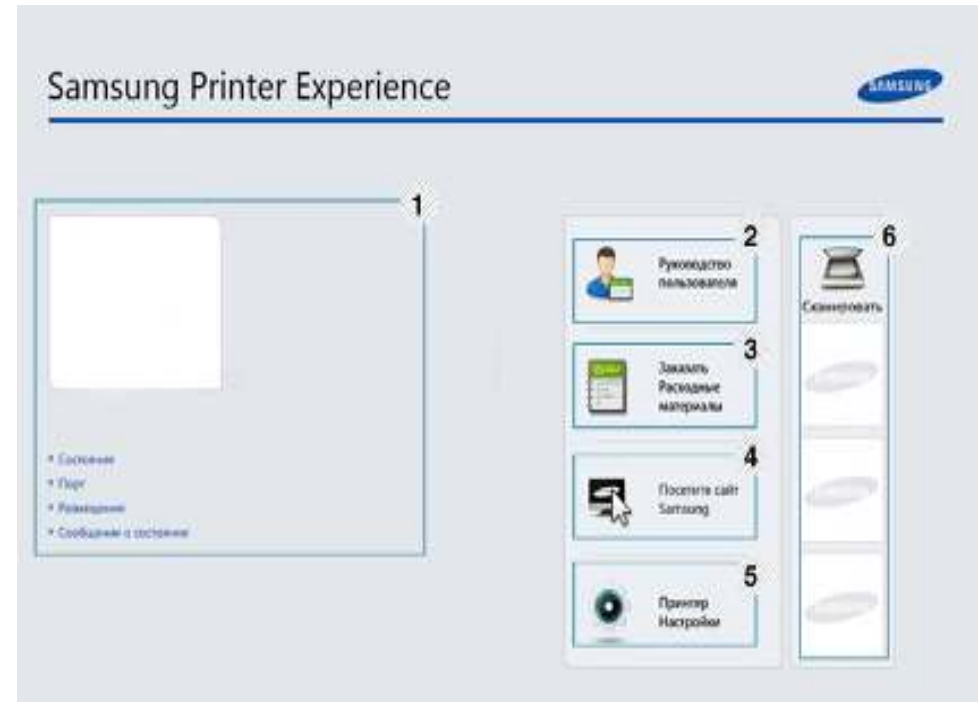 Samsung Printer Experience
SAMSUNG
1
Состояние
Порт
Размещение
Сообщение о состоянии
2
Руководство
пользователя
3
Заказать
Расходные
материалы
4
Посетите сайт
Samsung
5
Принтер
Настройки
6
Сканировать